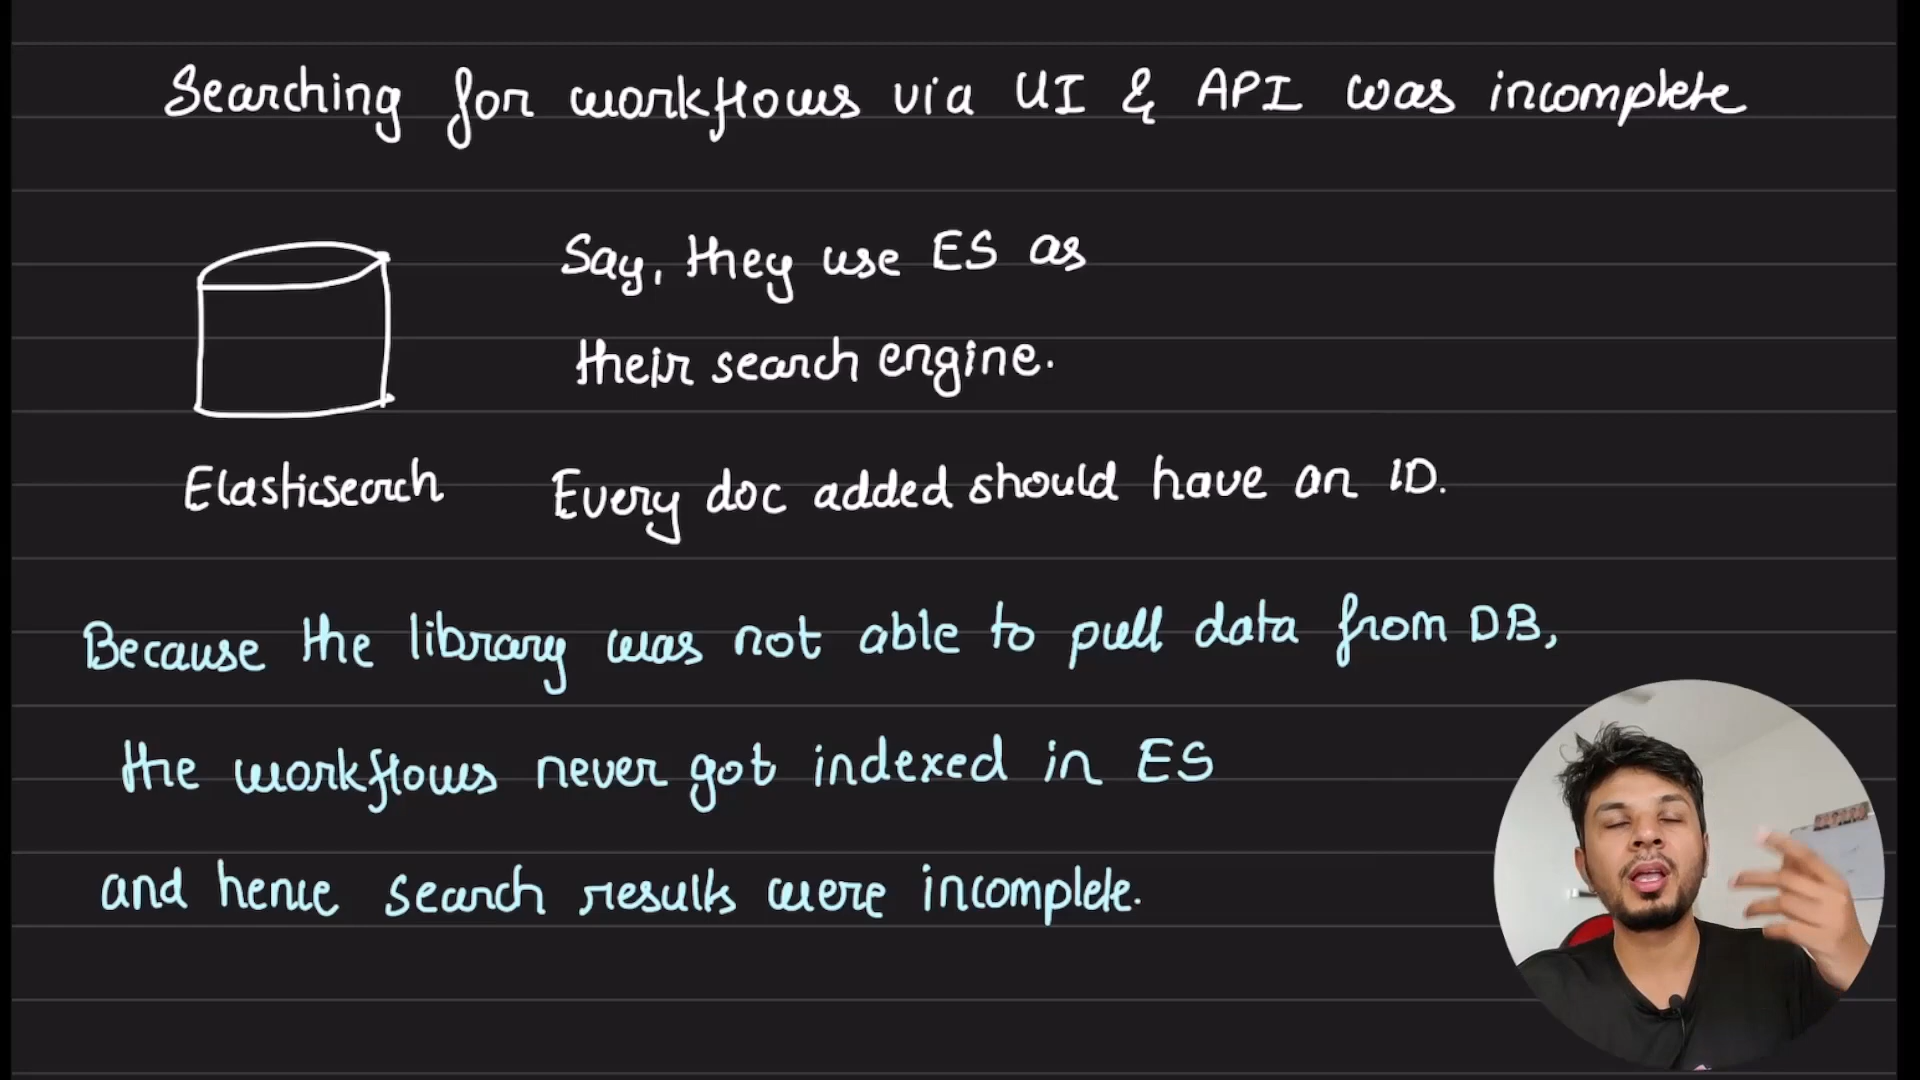 Searching for workflows via UI & API was incomplete
Say, they use ES as
their search engine.
Elasticsearch
Every doc added should have an ID.
Because the library was not able to pull data from DB,
the workflows never got indexed in ES
and hence search results were incomplete.